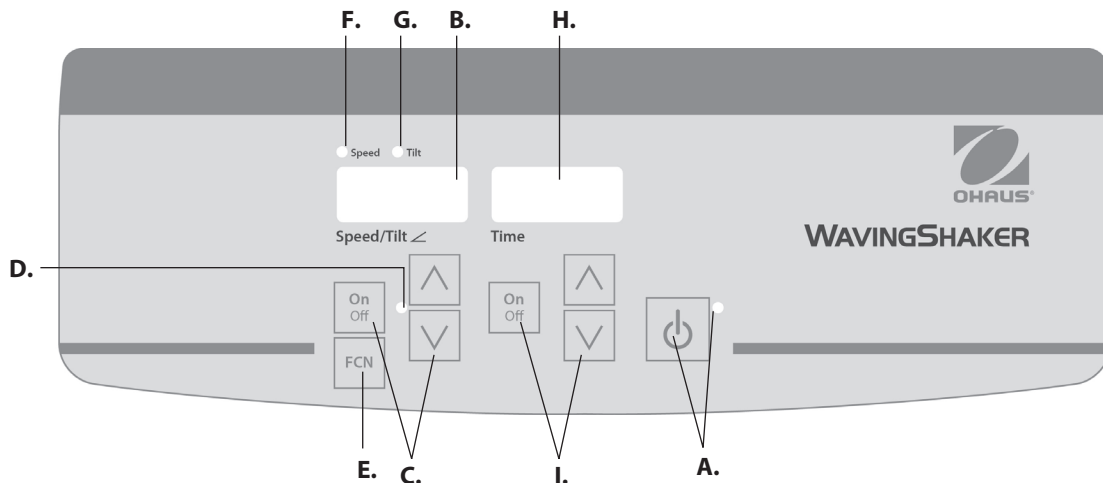 F. G. B. H.
Speed Tilt
OHAUS®
Speed/Tilt Time
WAVINGSHAKER
D.
On Off On Off
FCN
E. C. I. A.